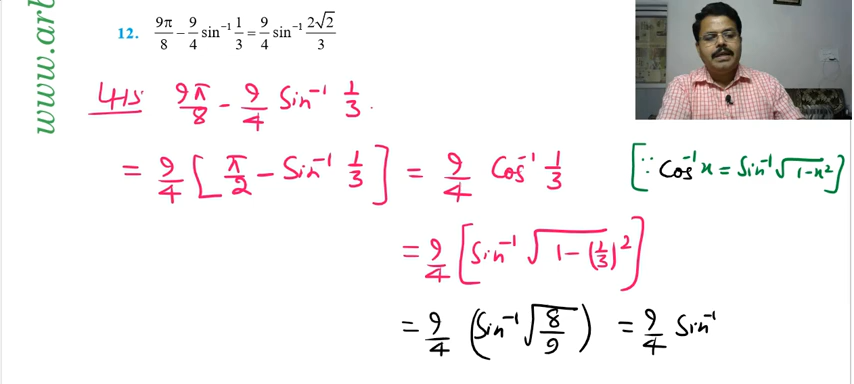 www.arb
12. 9π/8 − 9/4 sin⁻¹ 1/3 = 9/4 sin⁻¹ 2√2/3
LHS 9π/8 − 9/4 Sin⁻¹ 1/3 .
= 9/4 [ π/2 − Sin⁻¹ 1/3 ] = 9/4 Cos⁻¹ 1/3 [∵ Cos⁻¹ x = Sin⁻¹ √(1−x²)]
= 9/4 [ Sin⁻¹ √(1 − (1/3)²) ]
= 9/4 (Sin⁻¹ √(8/9)) = 9/4 Sin⁻¹